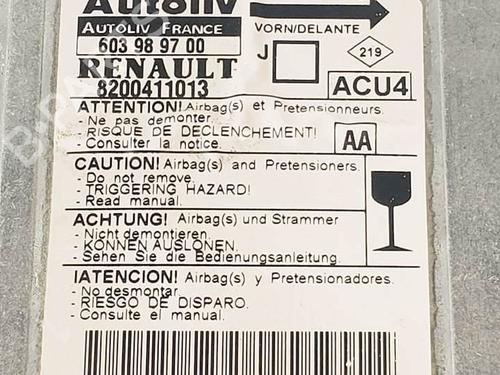 Autoliv
AUTOLIV FRANCE
603 98 97 00
RENAULT
8200411013
VORN/DELANTE
J
219
ACU4
ATTENTION! Airbag(s) et Pretensionneurs.
- Ne pas demonter.
- RISQUE DE DECLENCHEMENT!
- Consulter la notice.
AA
CAUTION! Airbag(s) and Pretensioners.
- Do not remove.
- TRIGGERING HAZARD!
- Read manual.
ACHTUNG! Airbag(s) und Strammer
- Nicht demontieren.
- KONNEN AUSLONEN.
- Sehen Sie die Bedienungsanleitung.
IATENCION! Airbag(s) y Pretensionadores.
- No desmontar.
- RIESGO DE DISPARO.
- Consulte el manual.